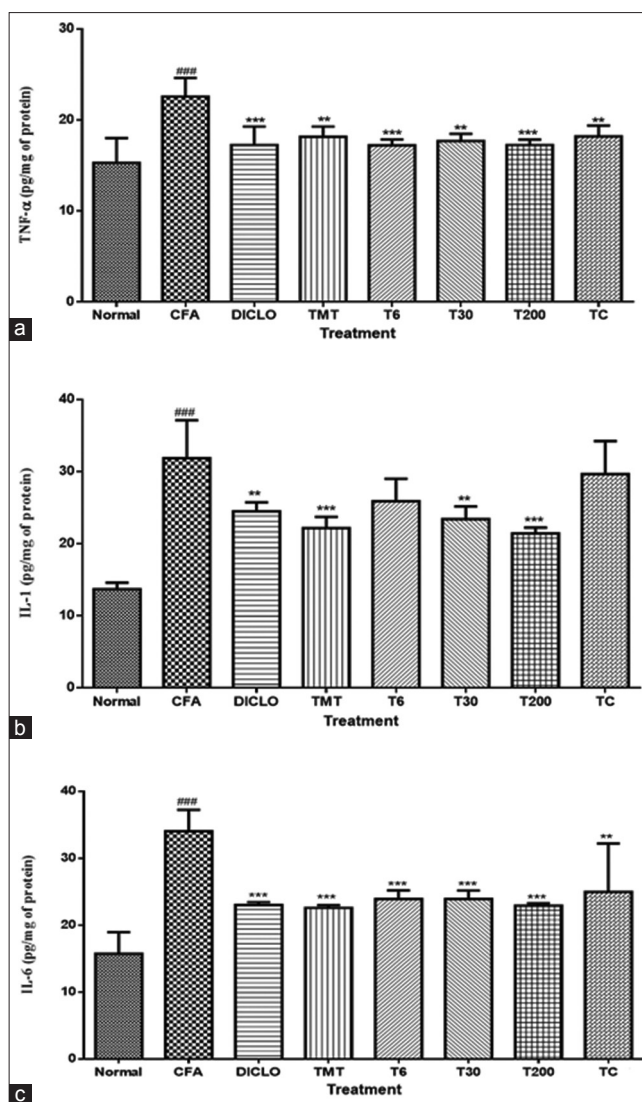 30
20
10
0
TNF-α (pg/mg of protein)
###
***
**
***
**
***
**
Normal CFA DICLO TMT T6 T30 T200 TC
Treatment
a
40
30
20
10
0
IL-1 (pg/mg of protein)
###
**
***
**
***
Normal CFA DICLO TMT T6 T30 T200 TC
Treatment
b
40
30
20
10
0
IL-6 (pg/mg of protein)
###
***
***
***
***
***
**
Normal CFA DICLO TMT T6 T30 T200 TC
Treatment
c